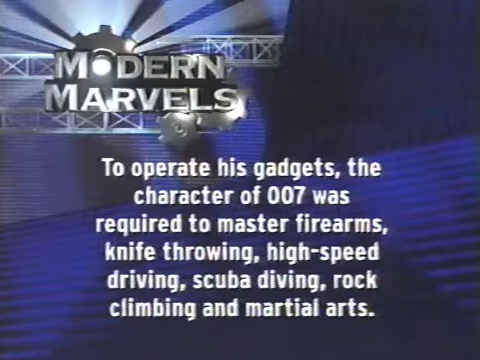 MODERN
MARVELS
To operate his gadgets, the
character of 007 was
required to master firearms,
knife throwing, high-speed
driving, scuba diving, rock
climbing and martial arts.